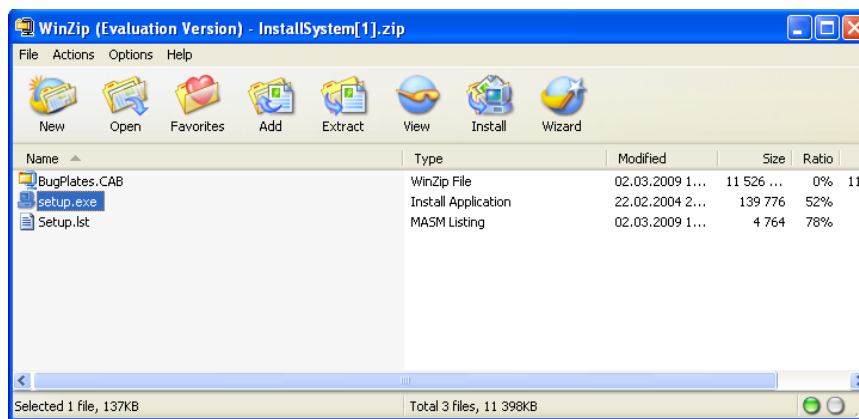 WinZip (Evaluation Version) - InstallSystem[1].zip
File Actions Options Help
New Open Favorites Add Extract View Install Wizard
Name Type Modified Size Ratio
BugPlates.CAB WinZip File 02.03.2009 1... 11 526 ... 0% 11
setup.exe Install Application 22.02.2004 2... 139 776 52%
Setup.lst MASM Listing 02.03.2009 1... 4 764 78%
Selected 1 file, 137KB Total 3 files, 11 398KB